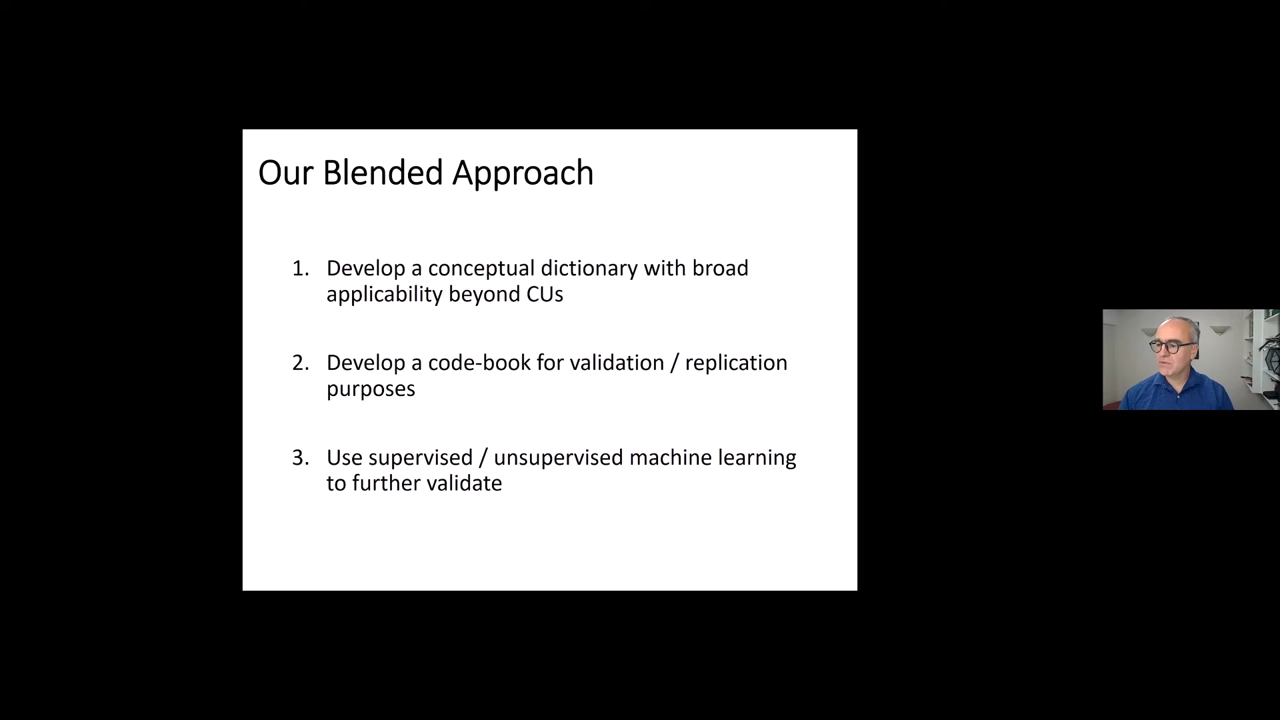 Our Blended Approach
1. Develop a conceptual dictionary with broad
applicability beyond CUs
2. Develop a code-book for validation / replication
purposes
3. Use supervised / unsupervised machine learning
to further validate